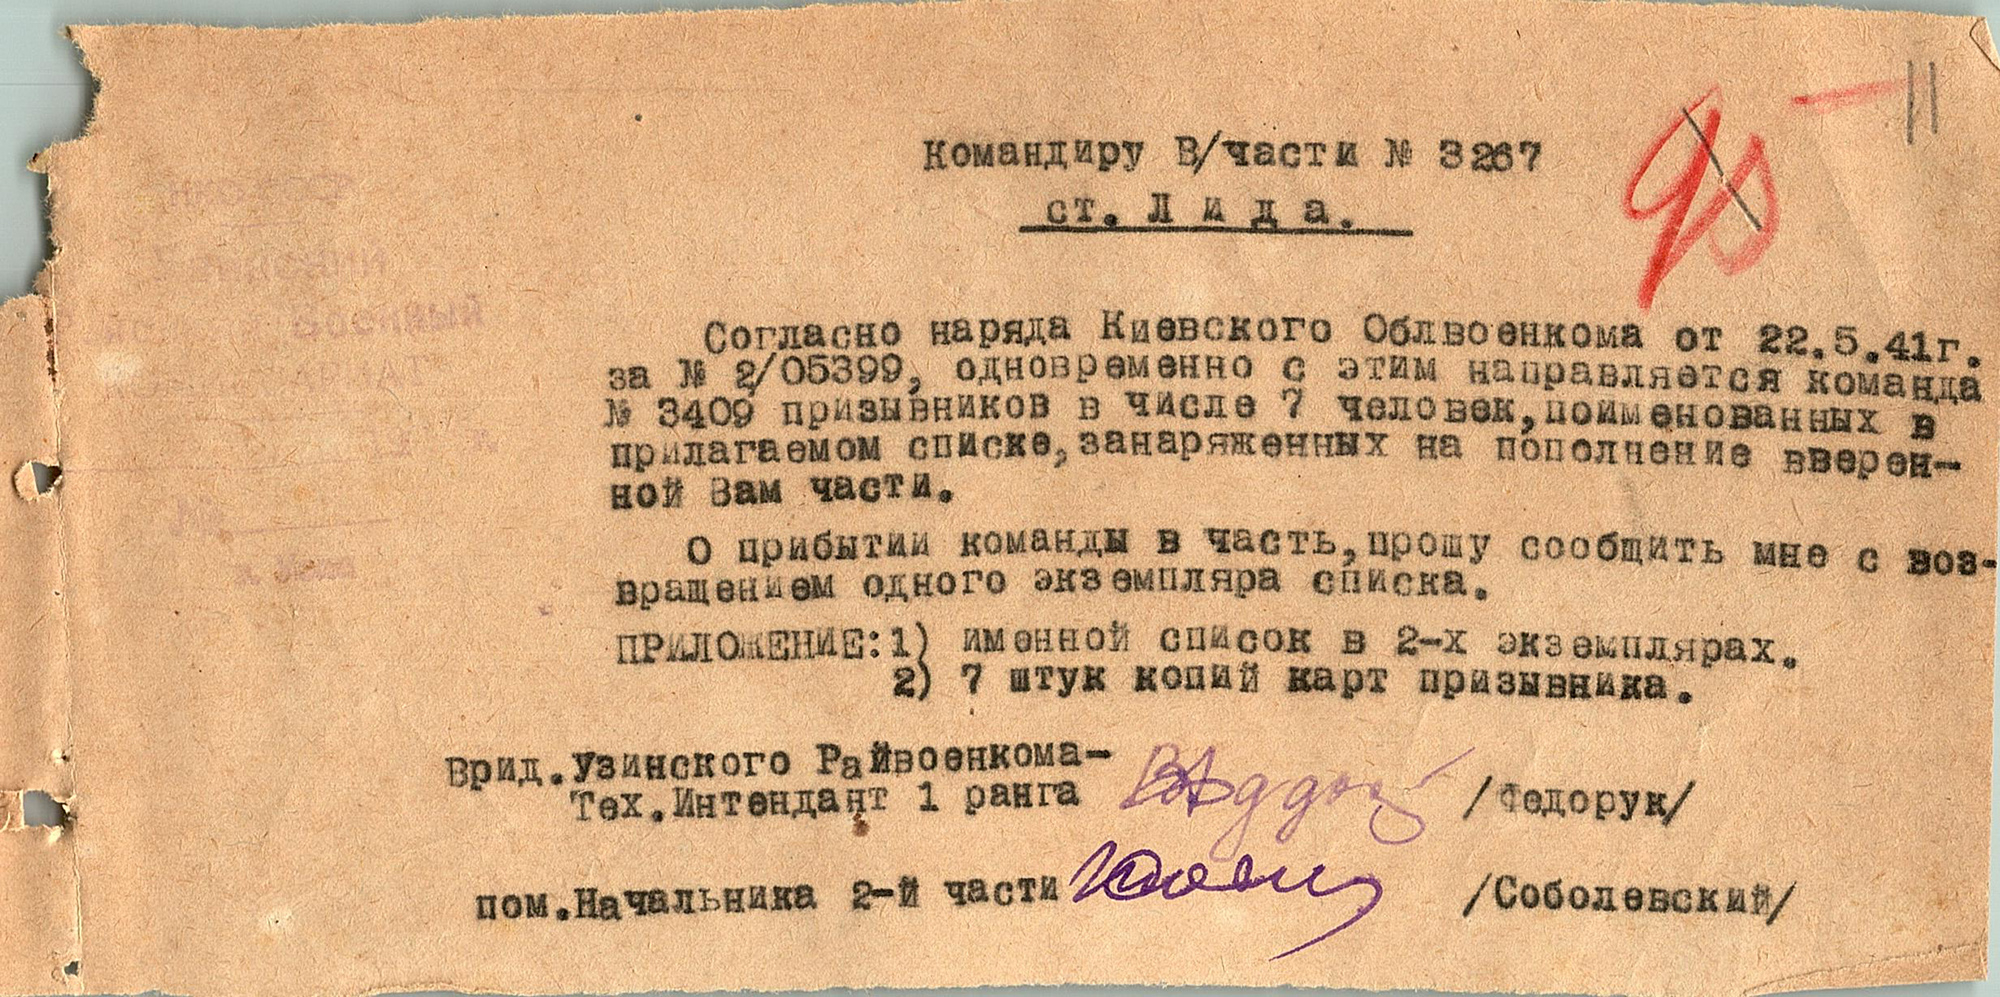 11
95
Командиру В/части № 3267
ст. Лида.
Согласно наряда Киевского Облвоенкома от 22.5.41г.
за № 2/05399, одновременно с этим направляется команда
№ 3409 призывников в числе 7 человек,поименованных в
прилагаемом списке,занаряженных на пополнение вверен-
ной Вам части.
О прибытии команды в часть,прошу сообщить мне с воз-
вращением одного экземпляра списка.
ПРИЛОЖЕНИЕ:1) именной список в 2-х экземплярах.
2) 7 штук копий карт призывника.
Врид.Узинского Райвоенкома-
Тех.Интендант 1 ранга /Федорук/
пом.Начальника 2-й части /Соболевский/